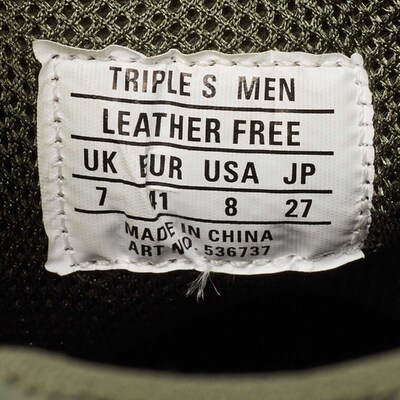 TRIPLE S MEN
LEATHER FREE
UK EUR USA JP
7 41 8 27
MADE IN CHINA
ART NO. 536737